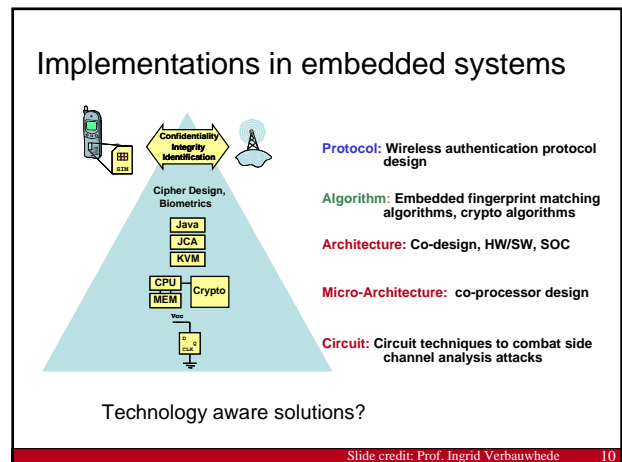 Implementations in embedded systems
Confidentiality
Integrity
Identification
SIM
Cipher Design,
Biometrics
Java
JCA
KVM
CPU
MEM
Crypto
Vcc
D
Q
CLK
Protocol: Wireless authentication protocol
design
Algorithm: Embedded fingerprint matching
algorithms, crypto algorithms
Architecture: Co-design, HW/SW, SOC
Micro-Architecture: co-processor design
Circuit: Circuit techniques to combat side
channel analysis attacks
Technology aware solutions?
Slide credit: Prof. Ingrid Verbauwhede 10